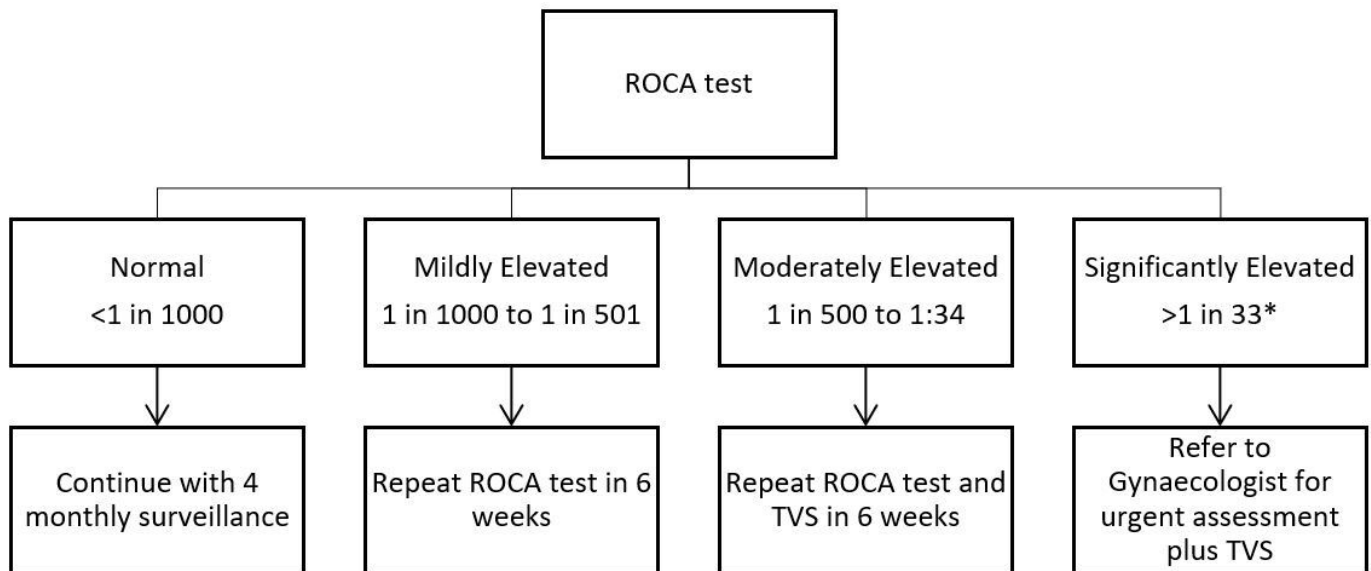 ROCA test
Normal
<1 in 1000
Mildly Elevated
1 in 1000 to 1 in 501
Moderately Elevated
1 in 500 to 1:34
Significantly Elevated
>1 in 33*
Continue with 4
monthly surveillance
Repeat ROCA test in 6
weeks
Repeat ROCA test and
TVS in 6 weeks
Refer to
Gynaecologist for
urgent assessment
plus TVS